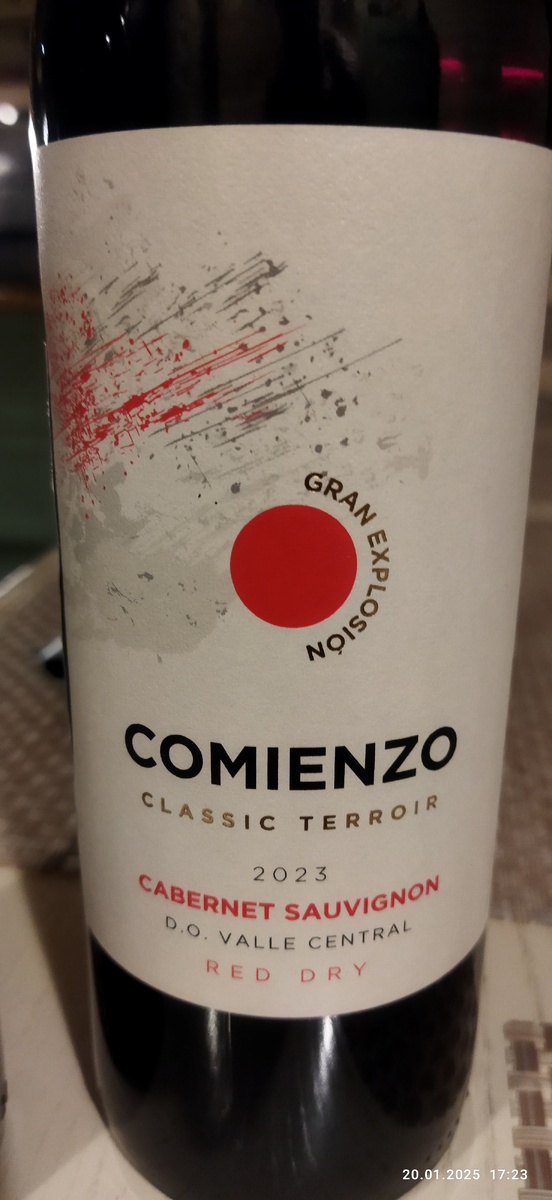 GRAN EXPLOSIÓN
COMIENZO
CLASSIC TERROIR
2023
CABERNET SAUVIGNON
D.O. VALLE CENTRAL
RED DRY
20.01.2025 17:23